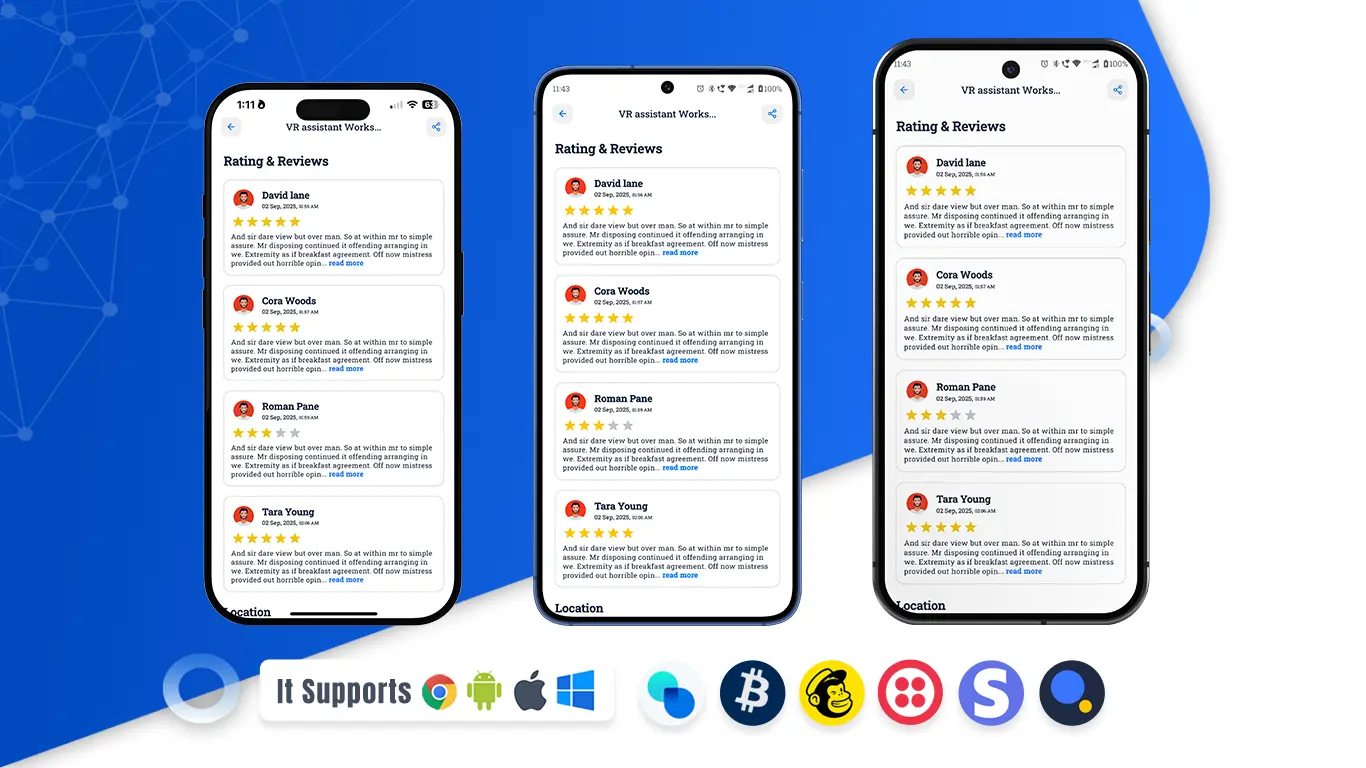 1:11
63
VR assistant Works...
Rating & Reviews
David lane
02 Sep, 2025, 01:56 AM
And sir dare view but over man. So at within mr to simple
assure. Mr disposing continued it offending arranging in
we. Extremity as if breakfast agreement. Off now mistress
provided out horrible opin... read more
Cora Woods
02 Sep, 2025, 01:57 AM
And sir dare view but over man. So at within mr to simple
assure. Mr disposing continued it offending arranging in
we. Extremity as if breakfast agreement. Off now mistress
provided out horrible opin... read more
Roman Pane
02 Sep, 2025, 01:59 AM
And sir dare view but over man. So at within mr to simple
assure. Mr disposing continued it offending arranging in
we. Extremity as if breakfast agreement. Off now mistress
provided out horrible opin... read more
Tara Young
02 Sep, 2025, 02:06 AM
And sir dare view but over man. So at within mr to simple
assure. Mr disposing continued it offending arranging in
we. Extremity as if breakfast agreement. Off now mistress
provided out horrible opin... read more
Location
11:43
100%
VR assistant Works...
Rating & Reviews
David lane
02 Sep, 2025, 01:56 AM
And sir dare view but over man. So at within mr to simple
assure. Mr disposing continued it offending arranging in
we. Extremity as if breakfast agreement. Off now mistress
provided out horrible opin... read more
Cora Woods
02 Sep, 2025, 01:57 AM
And sir dare view but over man. So at within mr to simple
assure. Mr disposing continued it offending arranging in
we. Extremity as if breakfast agreement. Off now mistress
provided out horrible opin... read more
Roman Pane
02 Sep, 2025, 01:59 AM
And sir dare view but over man. So at within mr to simple
assure. Mr disposing continued it offending arranging in
we. Extremity as if breakfast agreement. Off now mistress
provided out horrible opin... read more
Tara Young
02 Sep, 2025, 02:06 AM
And sir dare view but over man. So at within mr to simple
assure. Mr disposing continued it offending arranging in
we. Extremity as if breakfast agreement. Off now mistress
provided out horrible opin... read more
Location
11:43
100%
VR assistant Works...
Rating & Reviews
David lane
02 Sep, 2025, 01:56 AM
And sir dare view but over man. So at within mr to simple
assure. Mr disposing continued it offending arranging in
we. Extremity as if breakfast agreement. Off now mistress
provided out horrible opin... read more
Cora Woods
02 Sep, 2025, 01:57 AM
And sir dare view but over man. So at within mr to simple
assure. Mr disposing continued it offending arranging in
we. Extremity as if breakfast agreement. Off now mistress
provided out horrible opin... read more
Roman Pane
02 Sep, 2025, 01:59 AM
And sir dare view but over man. So at within mr to simple
assure. Mr disposing continued it offending arranging in
we. Extremity as if breakfast agreement. Off now mistress
provided out horrible opin... read more
Tara Young
02 Sep, 2025, 02:06 AM
And sir dare view but over man. So at within mr to simple
assure. Mr disposing continued it offending arranging in
we. Extremity as if breakfast agreement. Off now mistress
provided out horrible opin... read more
Location
It Supports
S